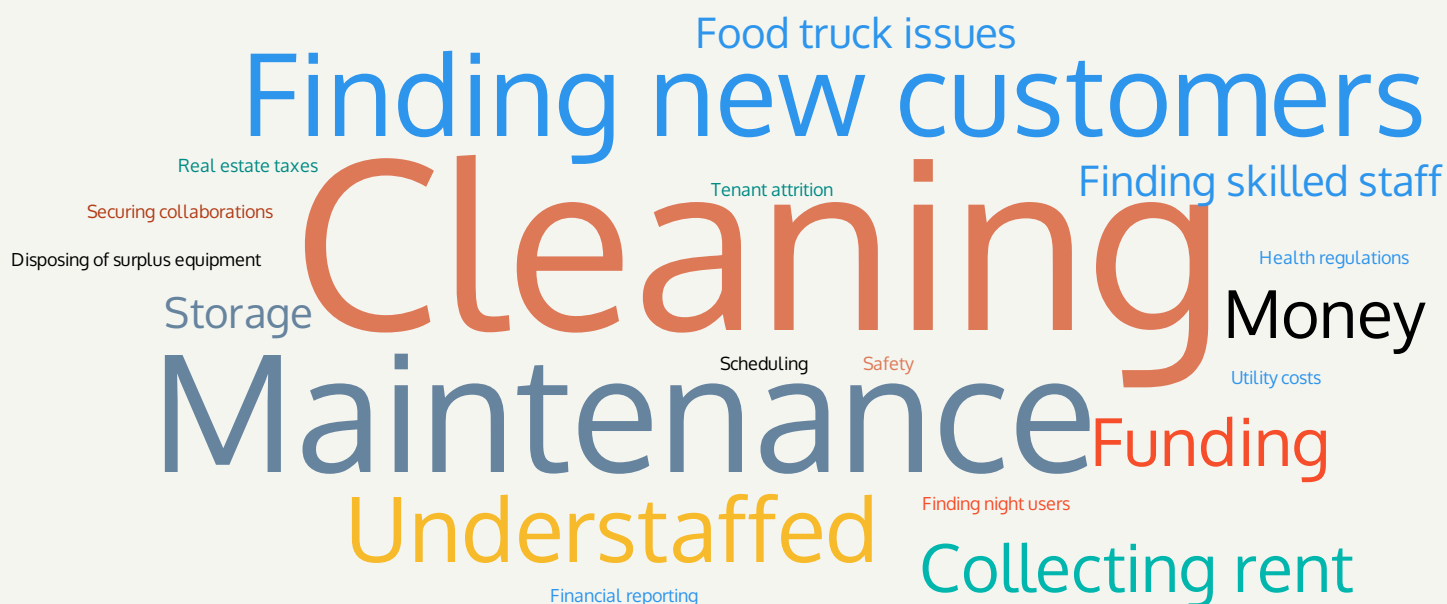 Food truck issues
Finding new customers
Real estate taxes
Finding skilled staff
Tenant attrition
Securing collaborations
Cleaning
Disposing of surplus equipment
Health regulations
Storage
Money
Scheduling
Safety
Utility costs
Maintenance
Funding
Finding night users
Understaffed
Collecting rent
Financial reporting